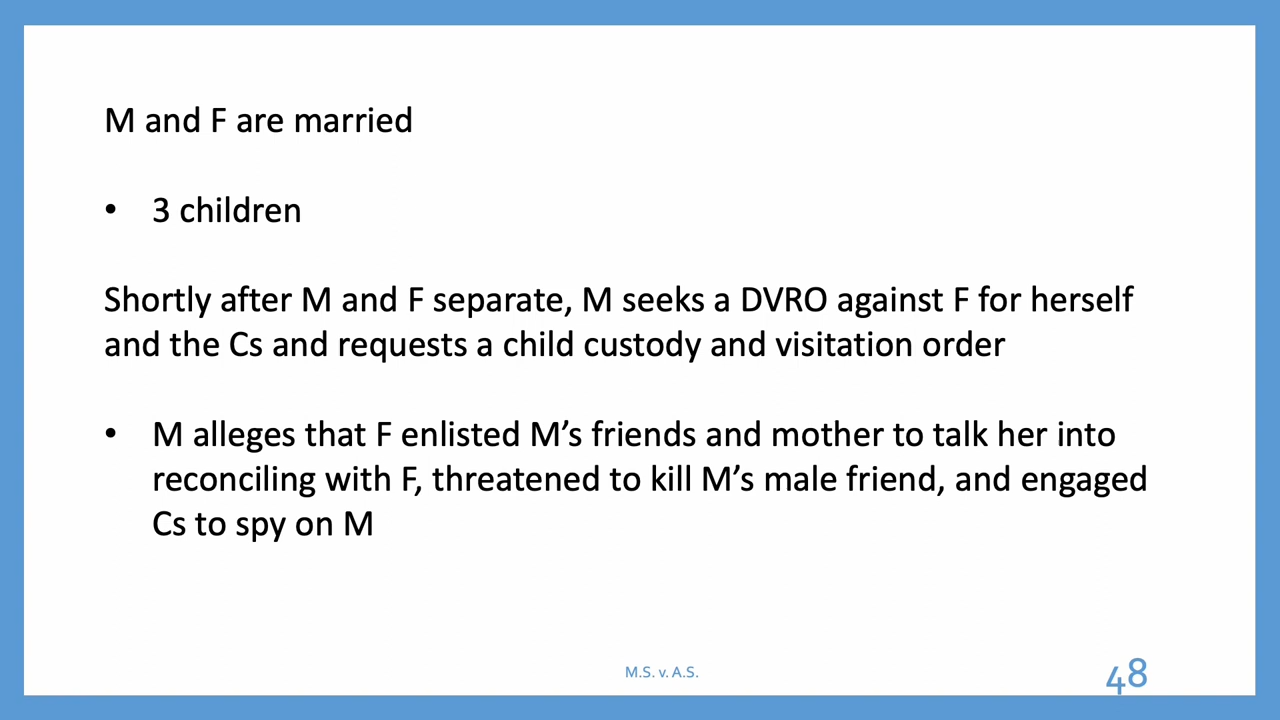 M and F are married
• 3 children
Shortly after M and F separate, M seeks a DVRO against F for herself
and the Cs and requests a child custody and visitation order
• M alleges that F enlisted M’s friends and mother to talk her into
reconciling with F, threatened to kill M’s male friend, and engaged
Cs to spy on M
M.S. v. A.S.
48